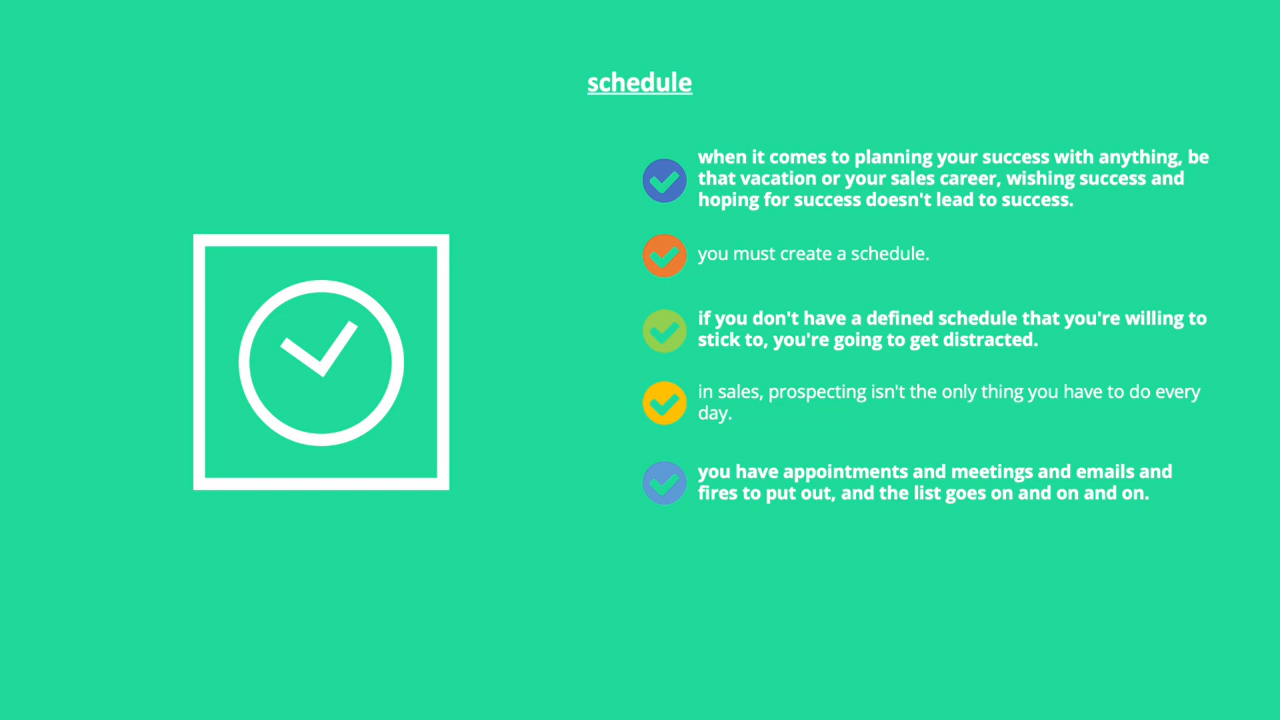 schedule
when it comes to planning your success with anything, be
that vacation or your sales career, wishing success and
hoping for success doesn't lead to success.
you must create a schedule.
if you don't have a defined schedule that you're willing to
stick to, you're going to get distracted.
in sales, prospecting isn't the only thing you have to do every
day.
you have appointments and meetings and emails and
fires to put out, and the list goes on and on and on.